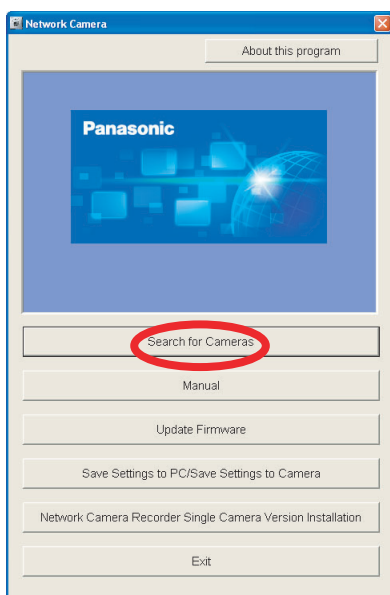 Network Camera
About this program
Panasonic
Search for Cameras
Manual
Update Firmware
Save Settings to PC/Save Settings to Camera
Network Camera Recorder Single Camera Version Installation
Exit